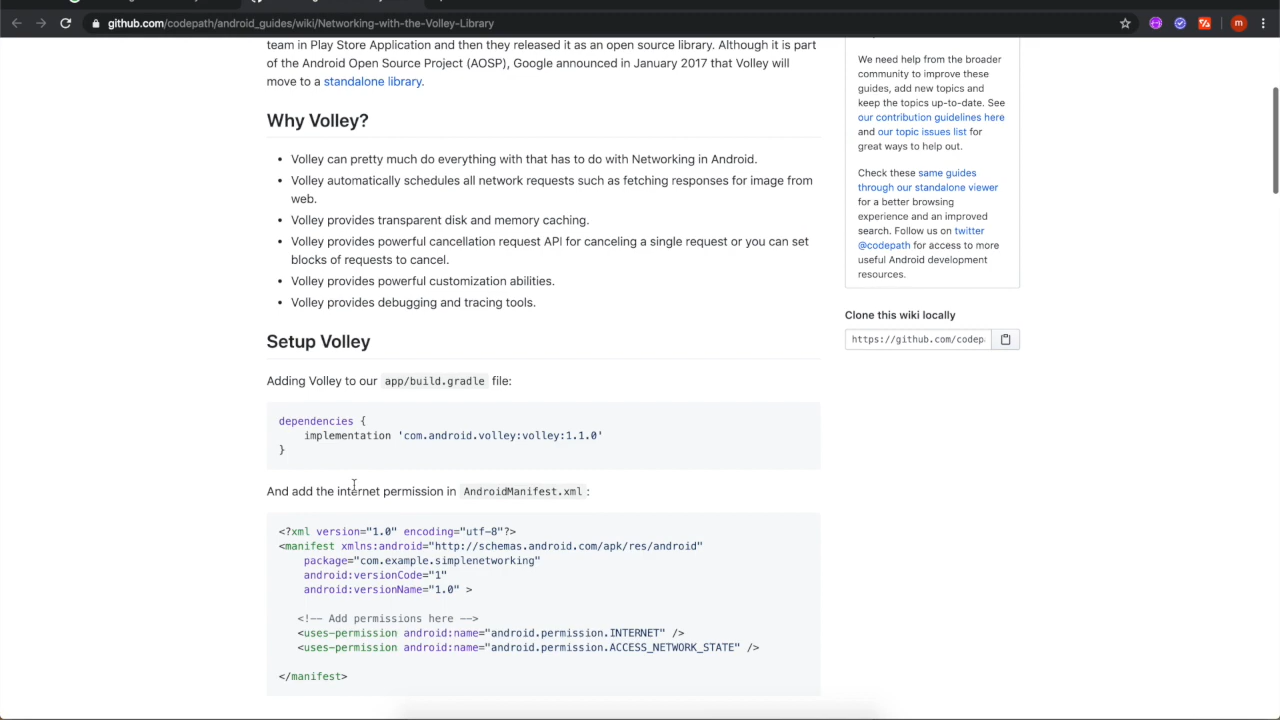 github.com/codepath/android_guides/wiki/Networking-with-the-Volley-Library
m
team in Play Store Application and then they released it as an open source library. Although it is part
of the Android Open Source Project (AOSP), Google announced in January 2017 that Volley will
move to a standalone library.
Why Volley?
• Volley can pretty much do everything with that has to do with Networking in Android.
• Volley automatically schedules all network requests such as fetching responses for image from
web.
• Volley provides transparent disk and memory caching.
• Volley provides powerful cancellation request API for canceling a single request or you can set
blocks of requests to cancel.
• Volley provides powerful customization abilities.
• Volley provides debugging and tracing tools.
Setup Volley
Adding Volley to our app/build.gradle file:
dependencies {
implementation 'com.android.volley:volley:1.1.0'
}
And add the internet permission in AndroidManifest.xml :
<?xml version="1.0" encoding="utf-8"?>
<manifest xmlns:android="http://schemas.android.com/apk/res/android"
package="com.example.simplenetworking"
android:versionCode="1"
android:versionName="1.0" >
<!-- Add permissions here -->
<uses-permission android:name="android.permission.INTERNET" />
<uses-permission android:name="android.permission.ACCESS_NETWORK_STATE" />
</manifest>
We need help from the broader
community to improve these
guides, add new topics and
keep the topics up-to-date. See
our contribution guidelines here
and our topic issues list for
great ways to help out.
Check these same guides
through our standalone viewer
for a better browsing
experience and an improved
search. Follow us on twitter
@codepath for access to more
useful Android development
resources.
Clone this wiki locally
https://github.com/codep